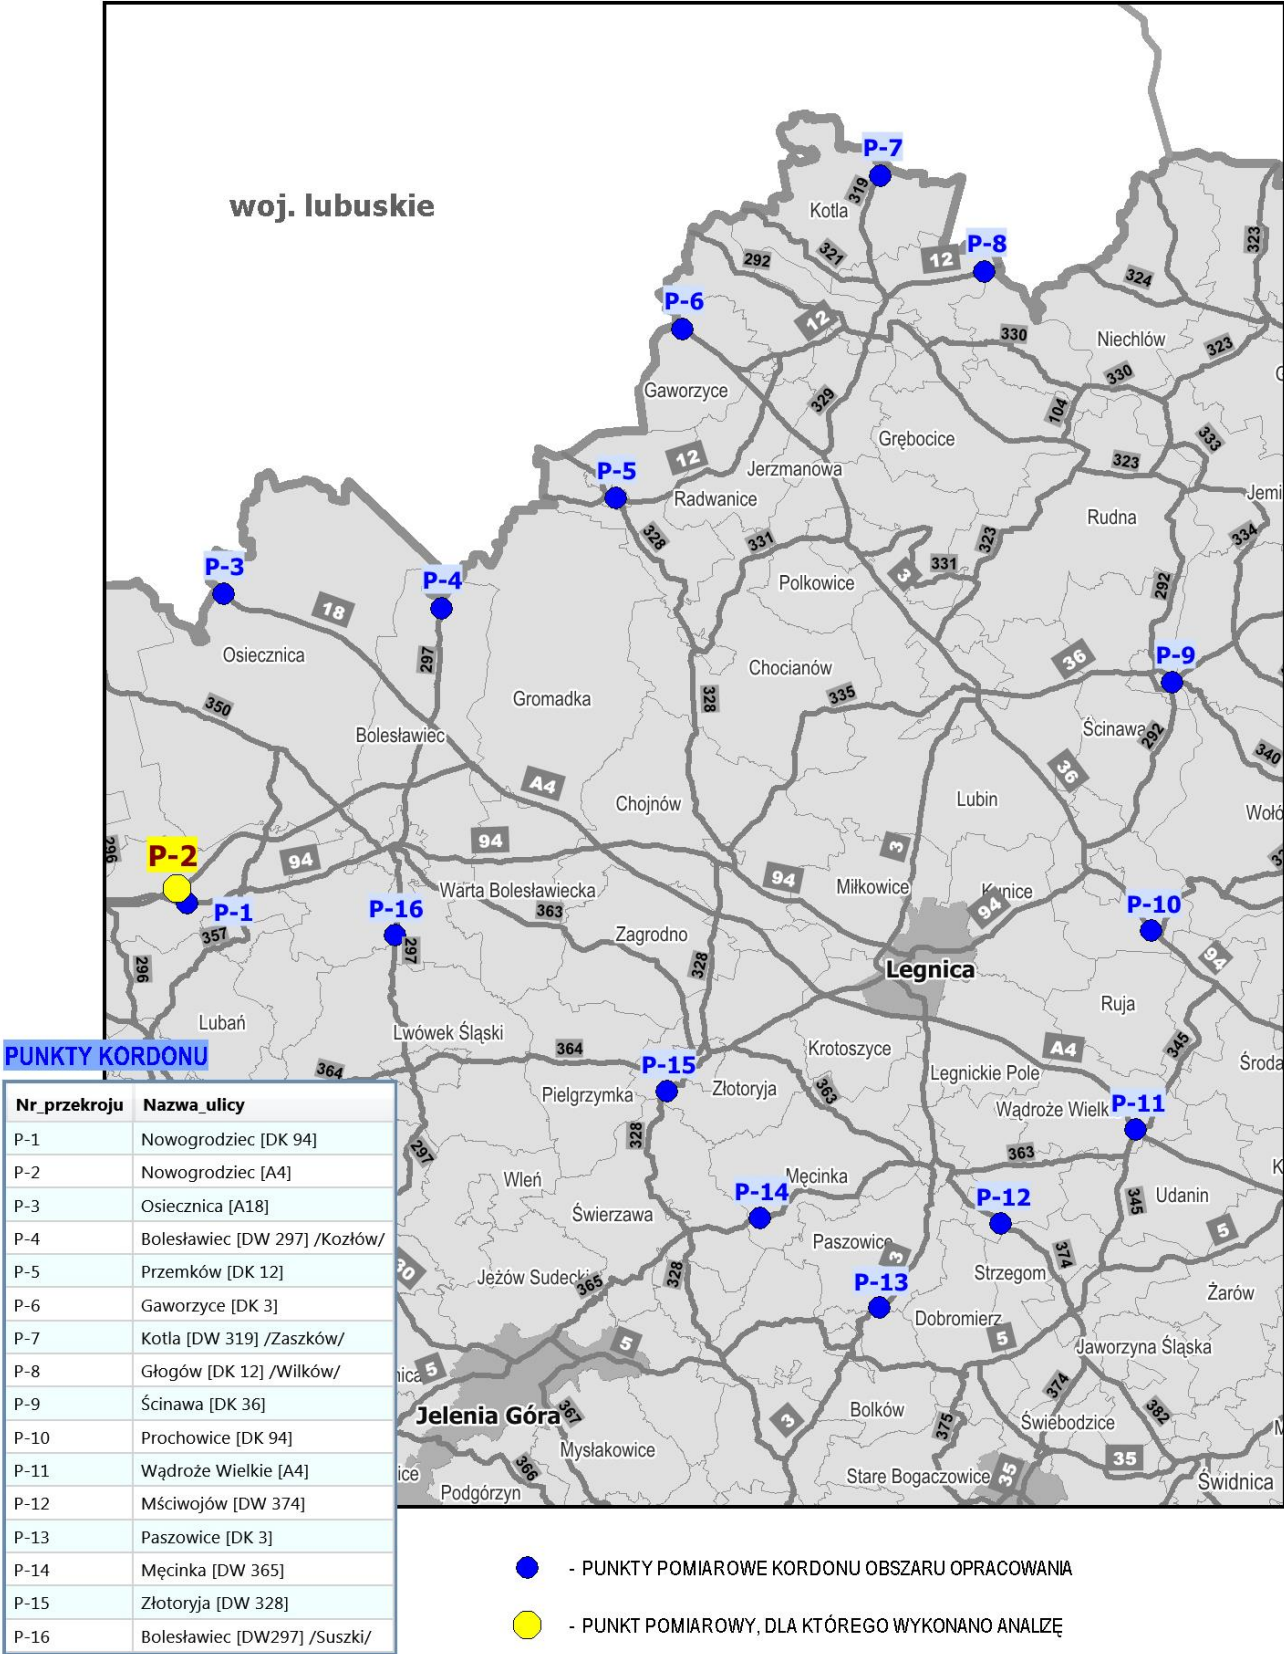 P-7
319
Kotla
woj. lubuskie
P-8
12
292
321
323
324
P-6
12
330
Niechlów
323
330
Gaworzyce
329
104
Grębocice
333
12
Jerzmanowa
323
P-5
Radwanice
Jemi
Rudna
328
331
323
334
P-3
P-4
331
3
Polkowice
292
18
Osiecznica
297
36
P-9
Chocianów
350
Gromadka
328
335
Bolesławiec
Ścinawa
292
340
A4
36
Chojnów
Lubin
Woło
296
94
3
P-2
94
94
Warta Bolesławiecka
Miłkowice
Kunice
94
P-1
P-16
363
P-10
357
297
Zagrodno
296
328
Legnica
94
Ruja
Lubań
Lwówek Śląski
PUNKTY KORDONU
364
P-15
Krotoszyce
A4
345
Środa
364
Legnickie Pole
Pielgrzymka
Złotoryja
363
Wądroże Wielk
P-11
328
297
363
Wleń
P-14
Męcinka
P-12
345
Udanin
Świerzawa
5
Paszowice
3
374
30
Jeżów Sudecki
365
328
P-13
Strzegom
Żarów
Dobromierz
5
5
5
Jaworzyna Śląska
Jelenia Góra
367
3
Bolków
374
382
375
Świebodzice
Mysłakowice
366
35
35
Podgórzyn
Stare Bogaczowice
Świdnica
Nr_przekroju Nazwa_ulicy
P-1 Nowogrodziec [DK 94]
P-2 Nowogrodziec [A4]
P-3 Osiecznica [A18]
P-4 Bolesławiec [DW 297] /Kozłów/
P-5 Przemków [DK 12]
P-6 Gaworzyce [DK 3]
P-7 Kotla [DW 319] /Zaszków/
P-8 Głogów [DK 12] /Wilków/
P-9 Ścinawa [DK 36]
P-10 Prochowice [DK 94]
P-11 Wądroże Wielkie [A4]
P-12 Mściwojów [DW 374]
P-13 Paszowice [DK 3]
P-14 Męcinka [DW 365]
P-15 Złotoryja [DW 328]
P-16 Bolesławiec [DW297] /Suszki/
- PUNKTY POMIAROWE KORDONU OBSZARU OPRACOWANIA
- PUNKT POMIAROWY, DLA KTÓREGO WYKONANO ANALIZĘ